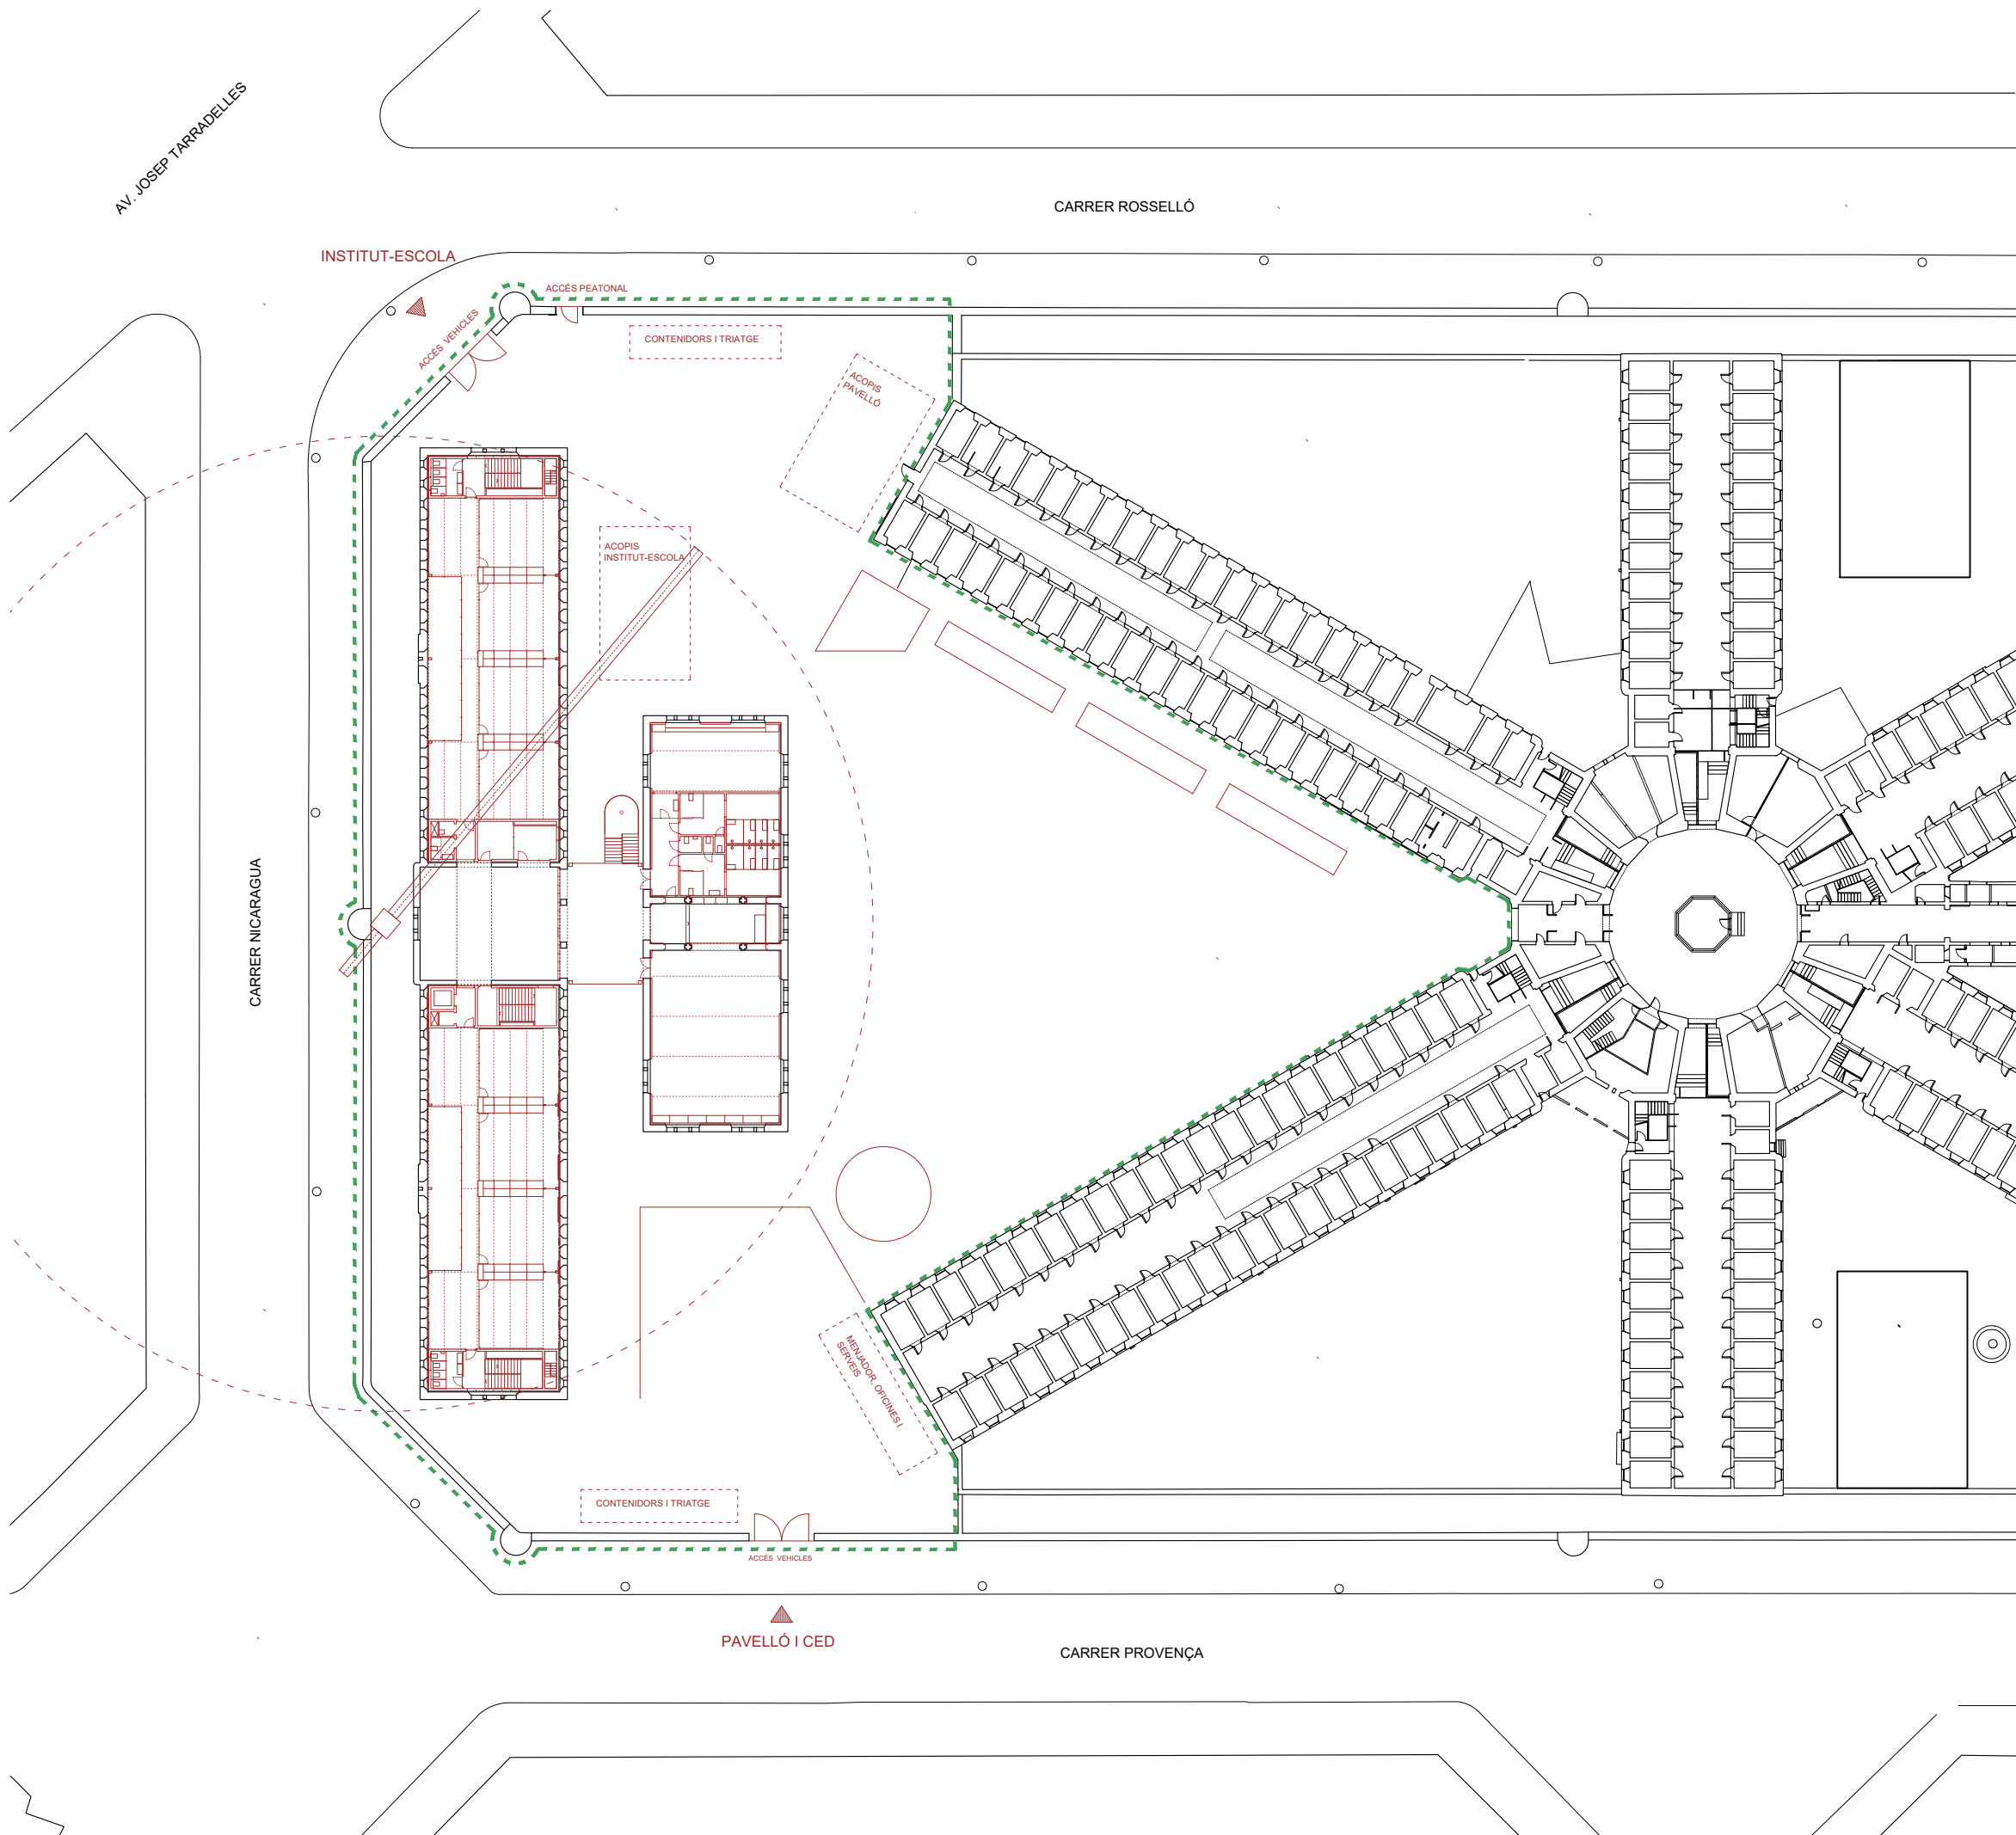 AV. JOSEP TARRADELLES
CARRER ROSSELLÓ
INSTITUT-ESCOLA
ACCÉS PEATONAL
ACCÉS VEHICLES
CONTENIDORS I TRIATGE
ACOPIS
PAVELLÓ
ACOPIS
INSTITUT-ESCOLA
CARRER NICARAGUA
MENJADOR, OFICINES I
SERVEIS
CONTENIDORS I TRIATGE
ACCÉS VEHICLES
PAVELLÓ I CED
CARRER PROVENÇA